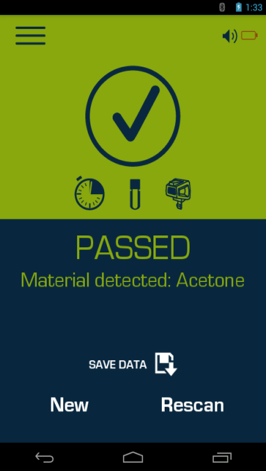 1:33
PASSED
Material detected: Acetone
SAVE DATA
New Rescan